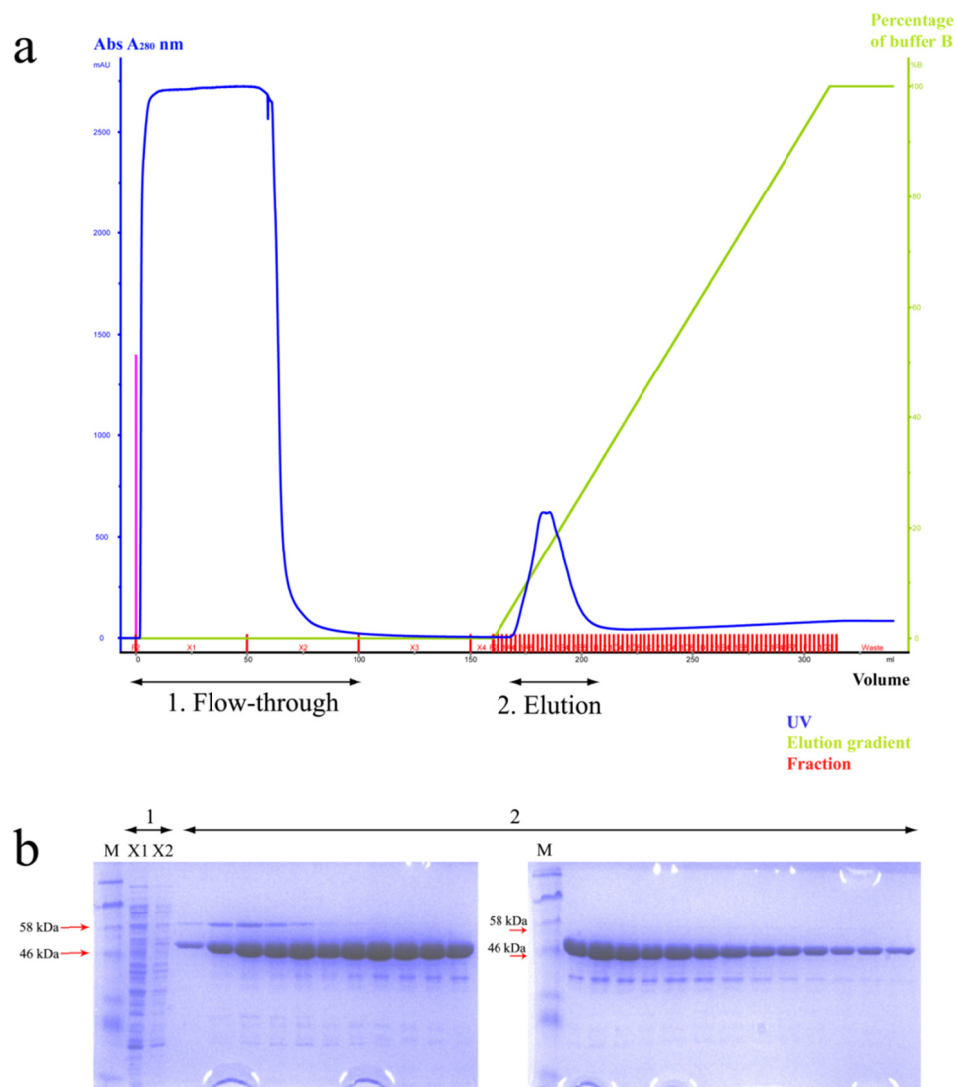 a
Abs A280 nm
Percentage
of buffer B
mAU
%B
2500
2000
1500
1000
500
0
100
80
60
40
20
0
X1
X2
X3
X4
Waste
0
50
100
150
200
250
300
ml
1. Flow-through
2. Elution
Volume
UV
Elution gradient
Fraction
b
1
2
M X1 X2
M
58 kDa
46 kDa
58 kDa
46 kDa